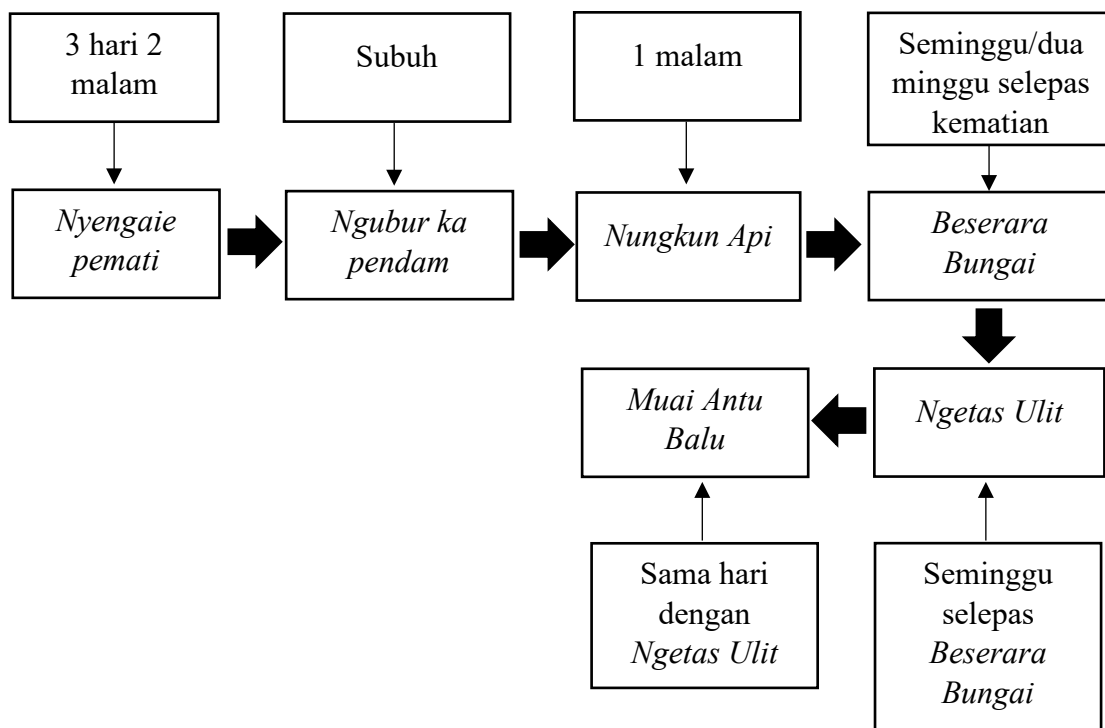 3 hari 2
malam
Subuh
1 malam
Seminggu/dua
minggu selepas
kematian
Nyengaie
pemati
Ngubur ka
pendam
Nungkun Api
Beserara
Bungai
Muai Antu
Balu
Ngetas Ulit
Sama hari
dengan
Ngetas Ulit
Seminggu
selepas
Beserara
Bungai